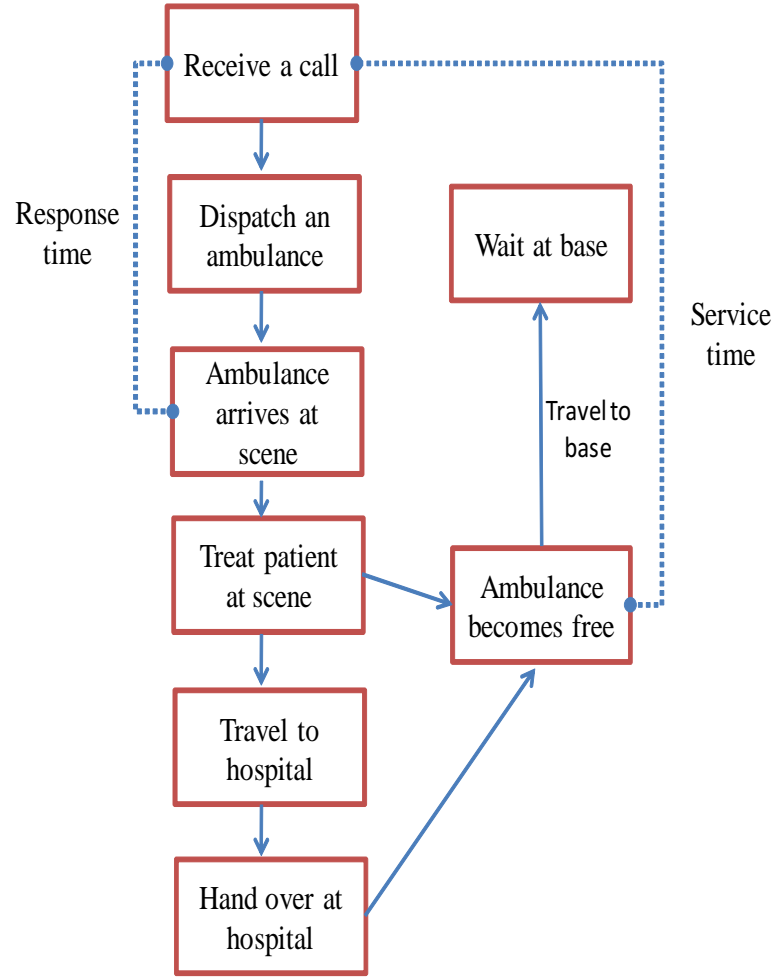 Receive a call
Response
time
Dispatch an
ambulance
Wait at base
Service
time
Ambulance
arrives at
scene
Travel to
base
Treat patient
at scene
Ambulance
becomes free
Travel to
hospital
Hand over at
hospital